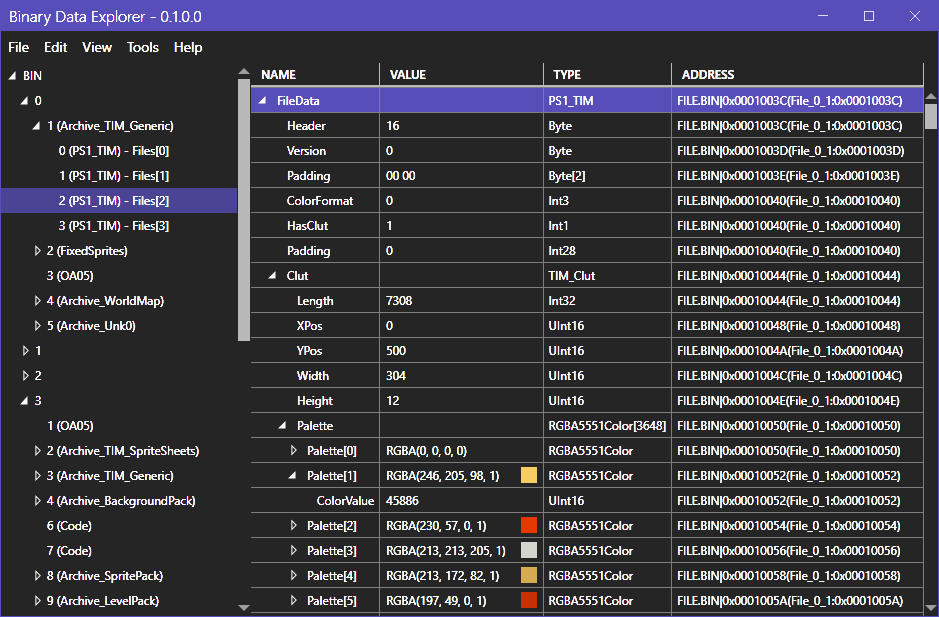 Binary Data Explorer - 0.1.0.0
File Edit View Tools Help
BIN
0
1 (Archive_TIM_Generic)
0 (PS1_TIM) - Files[0]
1 (PS1_TIM) - Files[1]
2 (PS1_TIM) - Files[2]
3 (PS1_TIM) - Files[3]
2 (FixedSprites)
3 (OA05)
4 (Archive_WorldMap)
5 (Archive_Unk0)
1
2
3
1 (OA05)
2 (Archive_TIM_SpriteSheets)
3 (Archive_TIM_Generic)
4 (Archive_BackgroundPack)
6 (Code)
7 (Code)
8 (Archive_SpritePack)
9 (Archive_LevelPack)
NAME VALUE TYPE ADDRESS
FileData PS1_TIM FILE.BIN|0x0001003C(File_0_1:0x0001003C)
Header 16 Byte FILE.BIN|0x0001003C(File_0_1:0x0001003C)
Version 0 Byte FILE.BIN|0x0001003D(File_0_1:0x0001003D)
Padding 00 00 Byte[2] FILE.BIN|0x0001003E(File_0_1:0x0001003E)
ColorFormat 0 Int3 FILE.BIN|0x00010040(File_0_1:0x00010040)
HasClut 1 Int1 FILE.BIN|0x00010040(File_0_1:0x00010040)
Padding 0 Int28 FILE.BIN|0x00010040(File_0_1:0x00010040)
Clut TIM_Clut FILE.BIN|0x00010044(File_0_1:0x00010044)
Length 7308 Int32 FILE.BIN|0x00010044(File_0_1:0x00010044)
XPos 0 UInt16 FILE.BIN|0x00010048(File_0_1:0x00010048)
YPos 500 UInt16 FILE.BIN|0x0001004A(File_0_1:0x0001004A)
Width 304 UInt16 FILE.BIN|0x0001004C(File_0_1:0x0001004C)
Height 12 UInt16 FILE.BIN|0x0001004E(File_0_1:0x0001004E)
Palette RGBA5551Color[3648] FILE.BIN|0x00010050(File_0_1:0x00010050)
Palette[0] RGBA(0, 0, 0, 0) RGBA5551Color FILE.BIN|0x00010050(File_0_1:0x00010050)
Palette[1] RGBA(246, 205, 98, 1) RGBA5551Color FILE.BIN|0x00010052(File_0_1:0x00010052)
ColorValue 45886 UInt16 FILE.BIN|0x00010052(File_0_1:0x00010052)
Palette[2] RGBA(230, 57, 0, 1) RGBA5551Color FILE.BIN|0x00010054(File_0_1:0x00010054)
Palette[3] RGBA(213, 213, 205, 1) RGBA5551Color FILE.BIN|0x00010056(File_0_1:0x00010056)
Palette[4] RGBA(213, 172, 82, 1) RGBA5551Color FILE.BIN|0x00010058(File_0_1:0x00010058)
Palette[5] RGBA(197, 49, 0, 1) RGBA5551Color FILE.BIN|0x0001005A(File_0_1:0x0001005A)